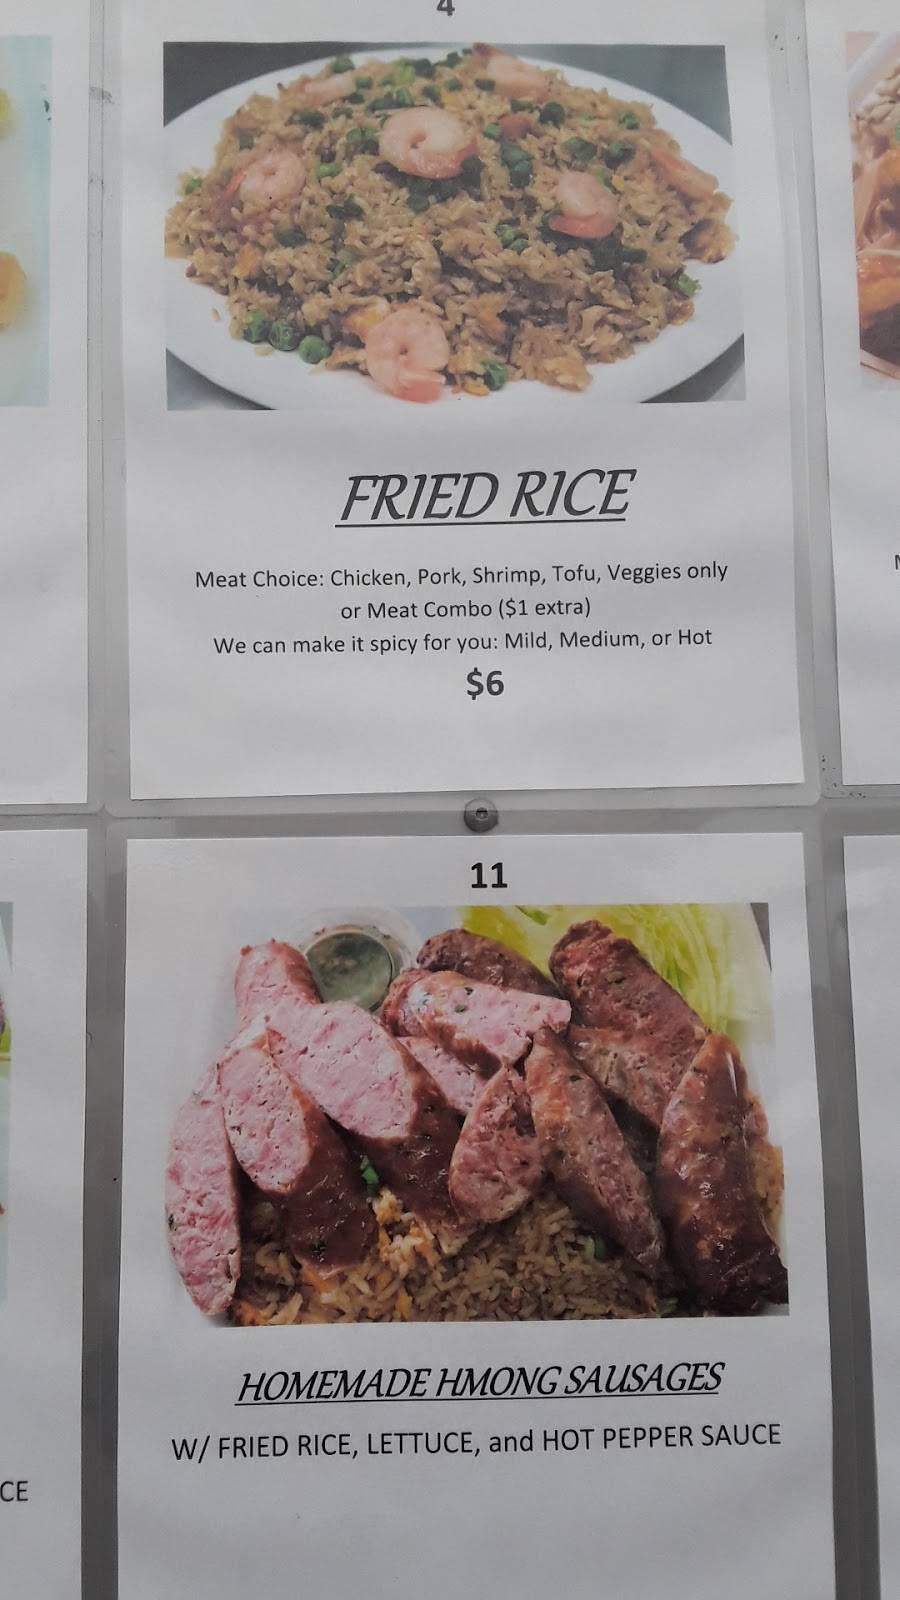 4
FRIED RICE
Meat Choice: Chicken, Pork, Shrimp, Tofu, Veggies only
or Meat Combo ($1 extra)
We can make it spicy for you: Mild, Medium, or Hot
$6
11
HOMEMADE HMONG SAUSAGES
W/ FRIED RICE, LETTUCE, and HOT PEPPER SAUCE
CE